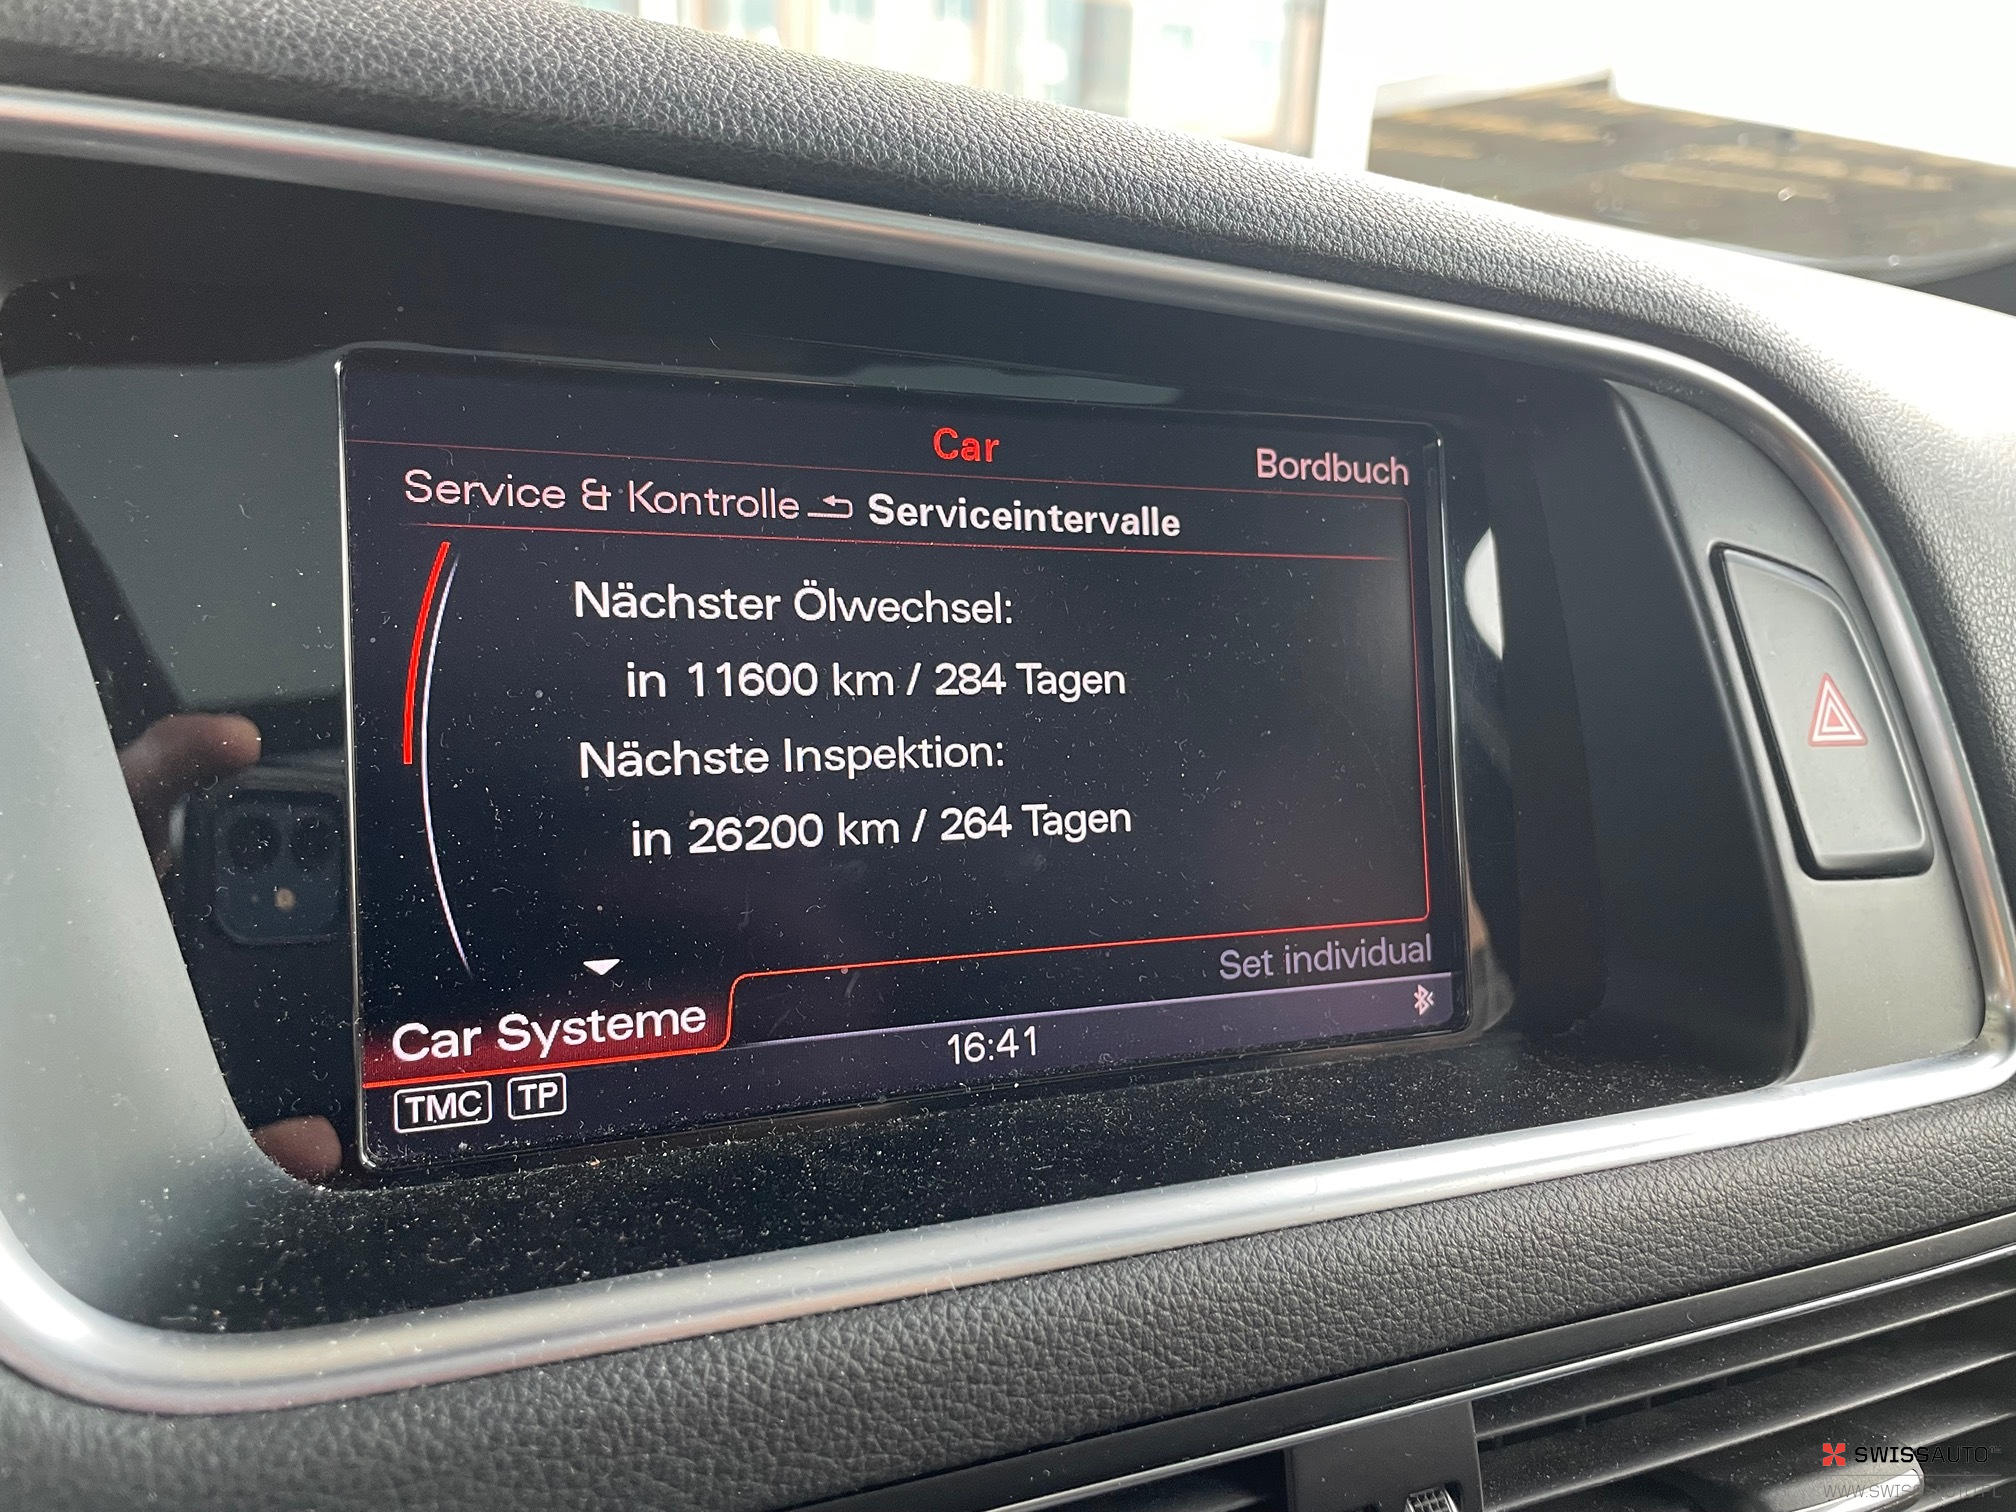 Car
Bordbuch
Service & Kontrolle Serviceintervalle
Nächster Ölwechsel:
in 11600 km / 284 Tagen
Nächste Inspektion:
in 26200 km / 264 Tagen
Set individual
Car Systeme
16:41
TMC TP
SWISSAUTO